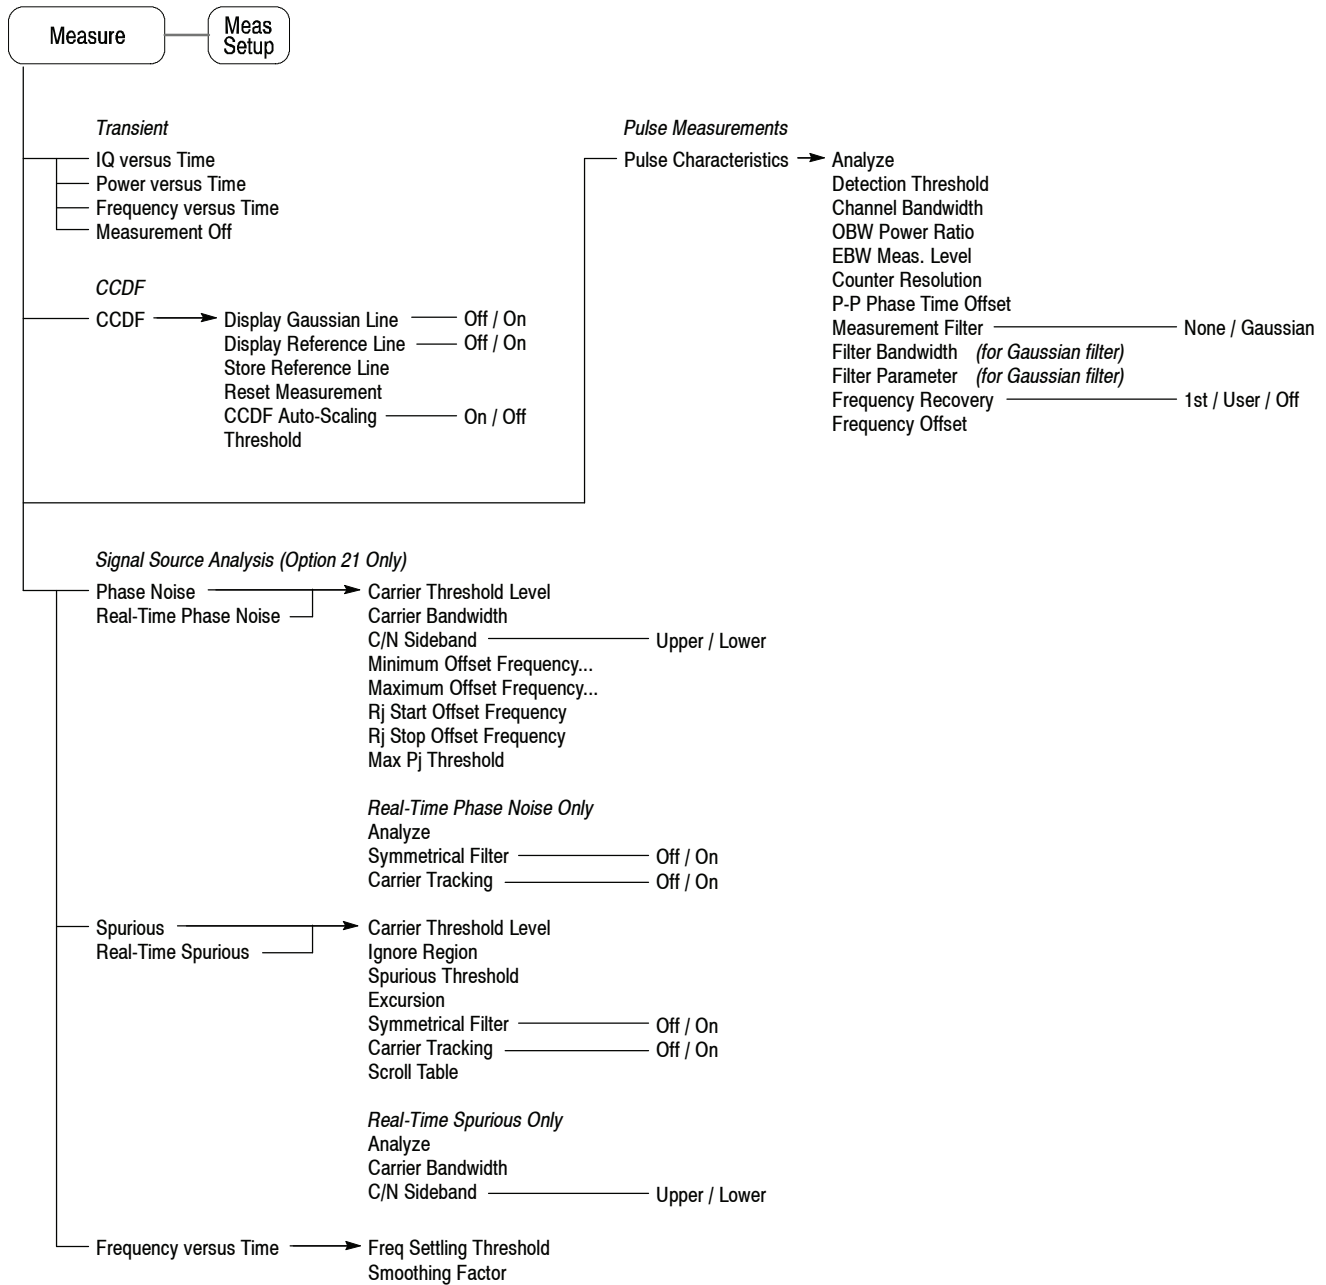 Measure
Meas
Setup
Transient
IQ versus Time
Power versus Time
Frequency versus Time
Measurement Off
CCDF
CCDF
Display Gaussian Line Off / On
Display Reference Line Off / On
Store Reference Line
Reset Measurement
CCDF Auto-Scaling On / Off
Threshold
Pulse Measurements
Pulse Characteristics
Analyze
Detection Threshold
Channel Bandwidth
OBW Power Ratio
EBW Meas. Level
Counter Resolution
P-P Phase Time Offset
Measurement Filter None / Gaussian
Filter Bandwidth (for Gaussian filter)
Filter Parameter (for Gaussian filter)
Frequency Recovery 1st / User / Off
Frequency Offset
Signal Source Analysis (Option 21 Only)
Phase Noise
Real-Time Phase Noise
Carrier Threshold Level
Carrier Bandwidth
C/N Sideband Upper / Lower
Minimum Offset Frequency...
Maximum Offset Frequency...
Rj Start Offset Frequency
Rj Stop Offset Frequency
Max Pj Threshold
Real-Time Phase Noise Only
Analyze
Symmetrical Filter Off / On
Carrier Tracking Off / On
Spurious
Real-Time Spurious
Carrier Threshold Level
Ignore Region
Spurious Threshold
Excursion
Symmetrical Filter Off / On
Carrier Tracking Off / On
Scroll Table
Real-Time Spurious Only
Analyze
Carrier Bandwidth
C/N Sideband Upper / Lower
Frequency versus Time
Freq Settling Threshold
Smoothing Factor